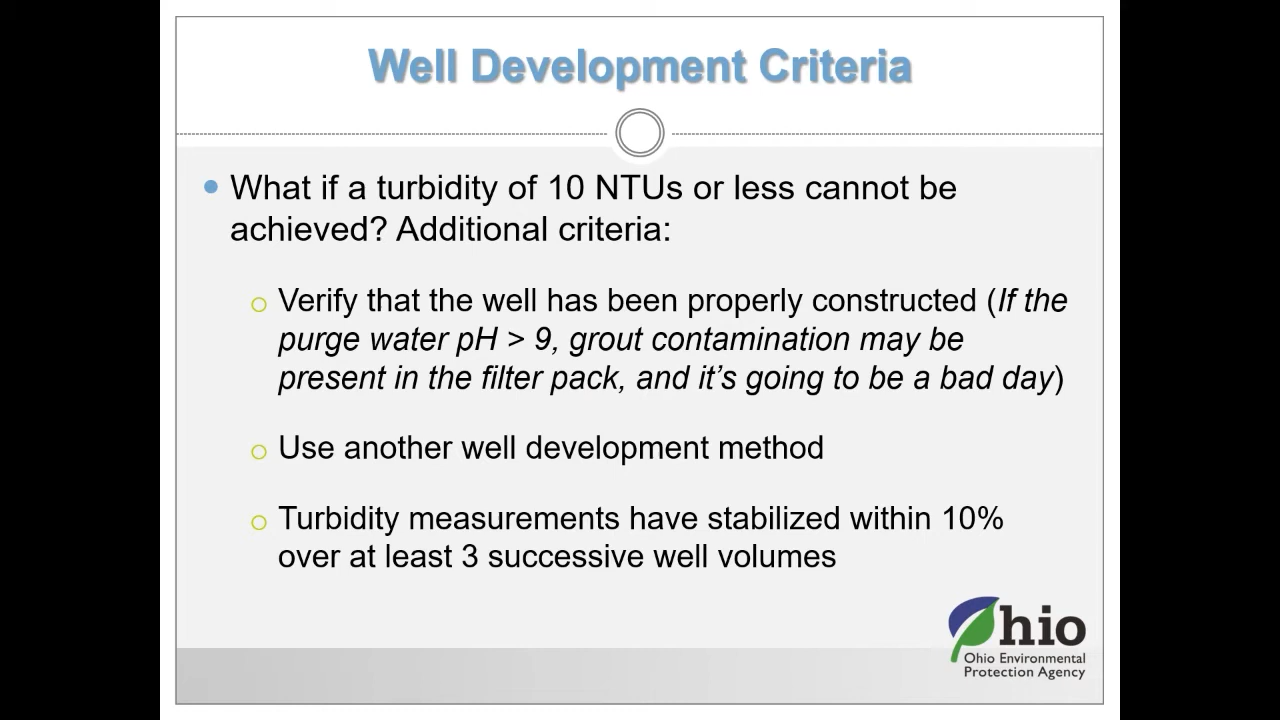 Well Development Criteria
What if a turbidity of 10 NTUs or less cannot be
achieved? Additional criteria:
Verify that the well has been properly constructed (If the
purge water pH > 9, grout contamination may be
present in the filter pack, and it’s going to be a bad day)
Use another well development method
Turbidity measurements have stabilized within 10%
over at least 3 successive well volumes
Ohio
Ohio Environmental
Protection Agency